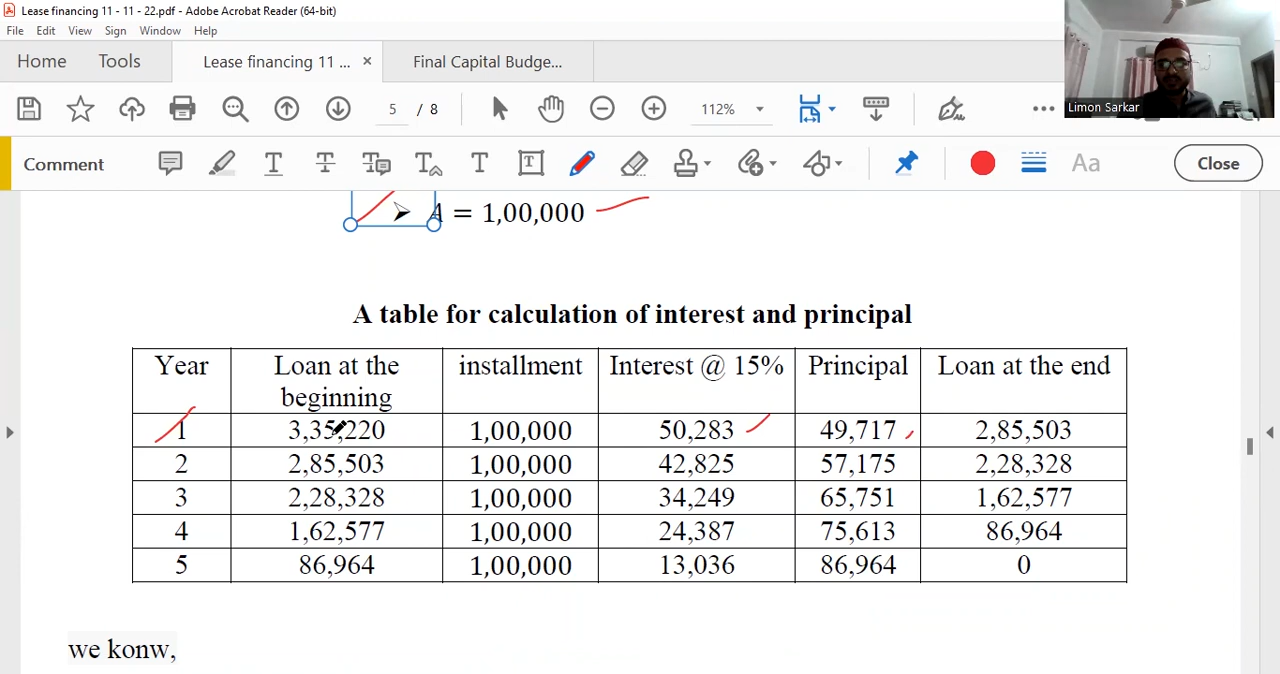 Lease financing 11 - 11 - 22.pdf - Adobe Acrobat Reader (64-bit)
File Edit View Sign Window Help
Home Tools Lease financing 11 ... × Final Capital Budge...
5 / 8 112%
Limon Sarkar
Comment T T T T T Aa Close
➤ A = 1,00,000
A table for calculation of interest and principal
Year Loan at the beginning installment Interest @ 15% Principal Loan at the end
1 3,35,220 1,00,000 50,283 49,717 2,85,503
2 2,85,503 1,00,000 42,825 57,175 2,28,328
3 2,28,328 1,00,000 34,249 65,751 1,62,577
4 1,62,577 1,00,000 24,387 75,613 86,964
5 86,964 1,00,000 13,036 86,964 0
we konw,